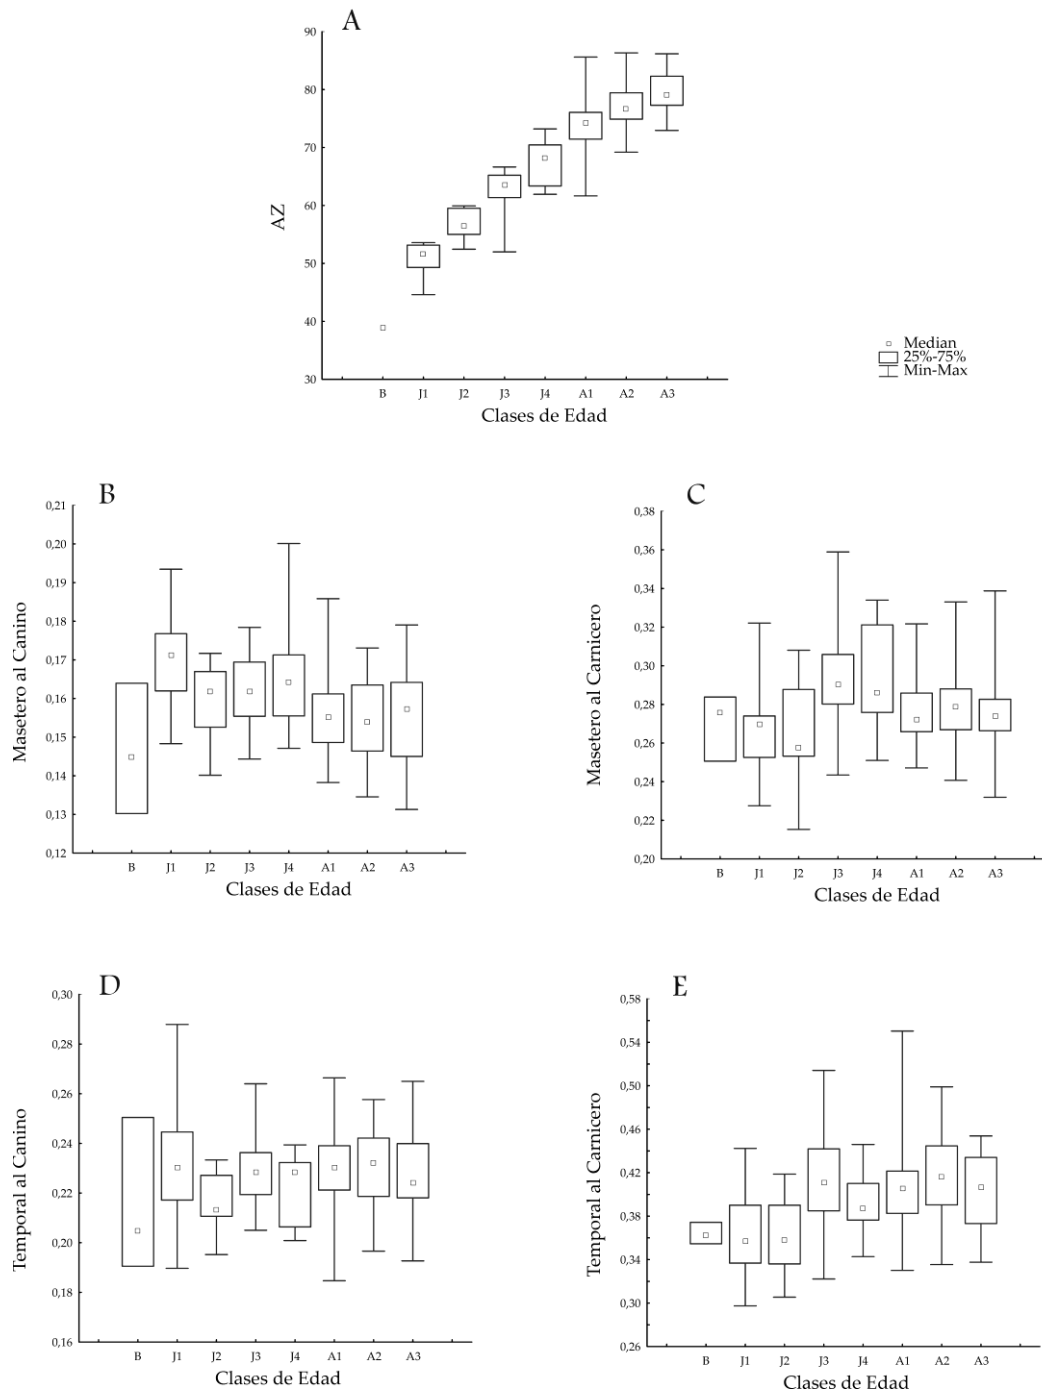 A
90
80
70
60
50
40
30
AZ
B J1 J2 J3 J4 A1 A2 A3
Clases de Edad
Median
25%-75%
Min-Max
B
0,21
0,20
0,19
0,18
0,17
0,16
0,15
0,14
0,13
0,12
Masetero al Canino
B J1 J2 J3 J4 A1 A2 A3
Clases de Edad
C
0,38
0,36
0,34
0,32
0,30
0,28
0,26
0,24
0,22
0,20
Masetero al Carnicero
B J1 J2 J3 J4 A1 A2 A3
Clases de Edad
D
0,30
0,28
0,26
0,24
0,22
0,20
0,18
0,16
Temporal al Canino
B J1 J2 J3 J4 A1 A2 A3
Clases de Edad
E
0,58
0,54
0,50
0,46
0,42
0,38
0,34
0,30
0,26
Temporal al Carnicero
B J1 J2 J3 J4 A1 A2 A3
Clases de Edad